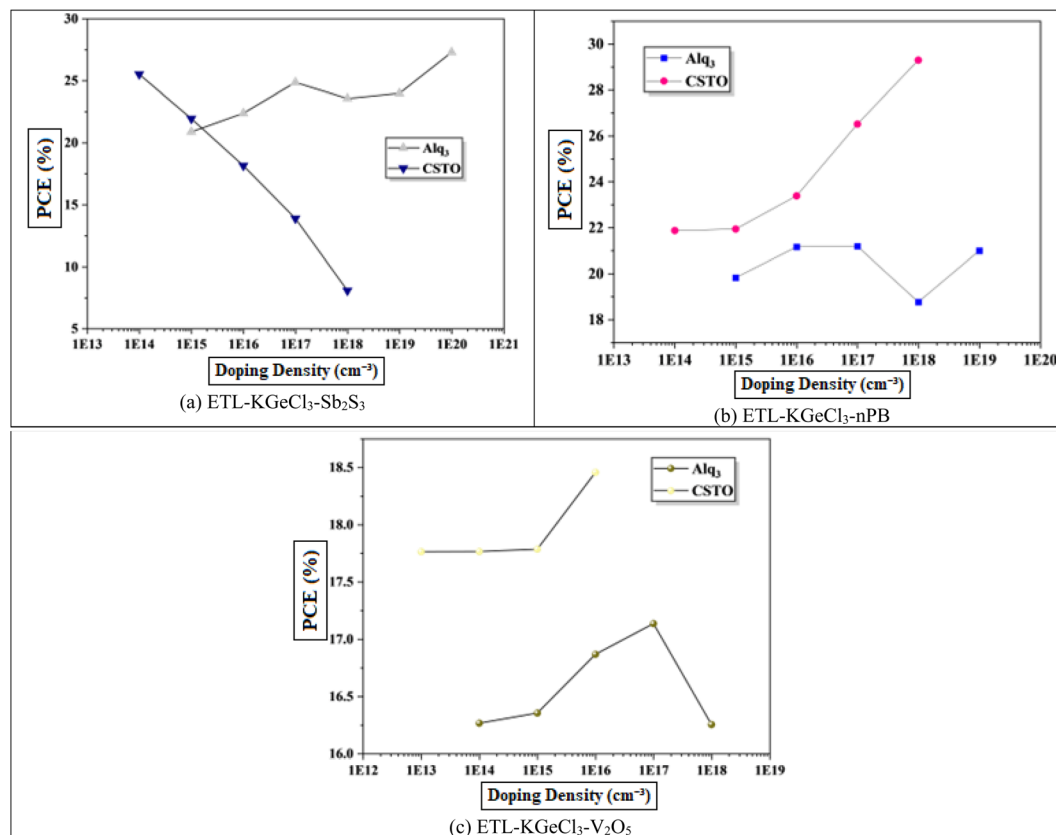 30
25
20
15
10
5
PCE (%)
Alq₃
CSTO
1E13 1E14 1E15 1E16 1E17 1E18 1E19 1E20 1E21
Doping Density (cm⁻³)
(a) ETL-KGeCl₃-Sb₂S₃
30
28
26
24
22
20
18
PCE (%)
Alq₃
CSTO
1E13 1E14 1E15 1E16 1E17 1E18 1E19 1E20
Doping Density (cm⁻³)
(b) ETL-KGeCl₃-nPB
18.5
18.0
17.5
17.0
16.5
16.0
PCE (%)
Alq₃
CSTO
1E12 1E13 1E14 1E15 1E16 1E17 1E18 1E19
Doping Density (cm⁻³)
(c) ETL-KGeCl₃-V₂O₅